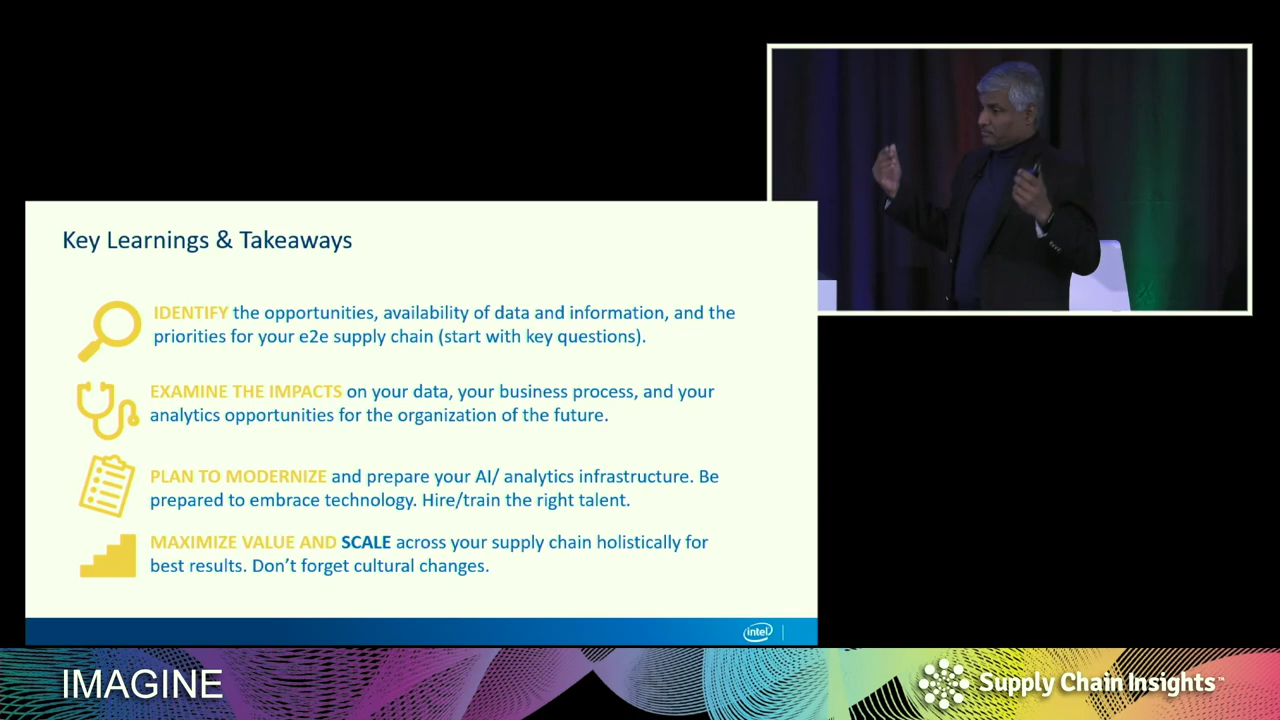 Key Learnings & Takeaways
IDENTIFY the opportunities, availability of data and information, and the
priorities for your e2e supply chain (start with key questions).
EXAMINE THE IMPACTS on your data, your business process, and your
analytics opportunities for the organization of the future.
PLAN TO MODERNIZE and prepare your AI/ analytics infrastructure. Be
prepared to embrace technology. Hire/train the right talent.
MAXIMIZE VALUE AND SCALE across your supply chain holistically for
best results. Don’t forget cultural changes.
intel
IMAGINE
Supply Chain Insights™